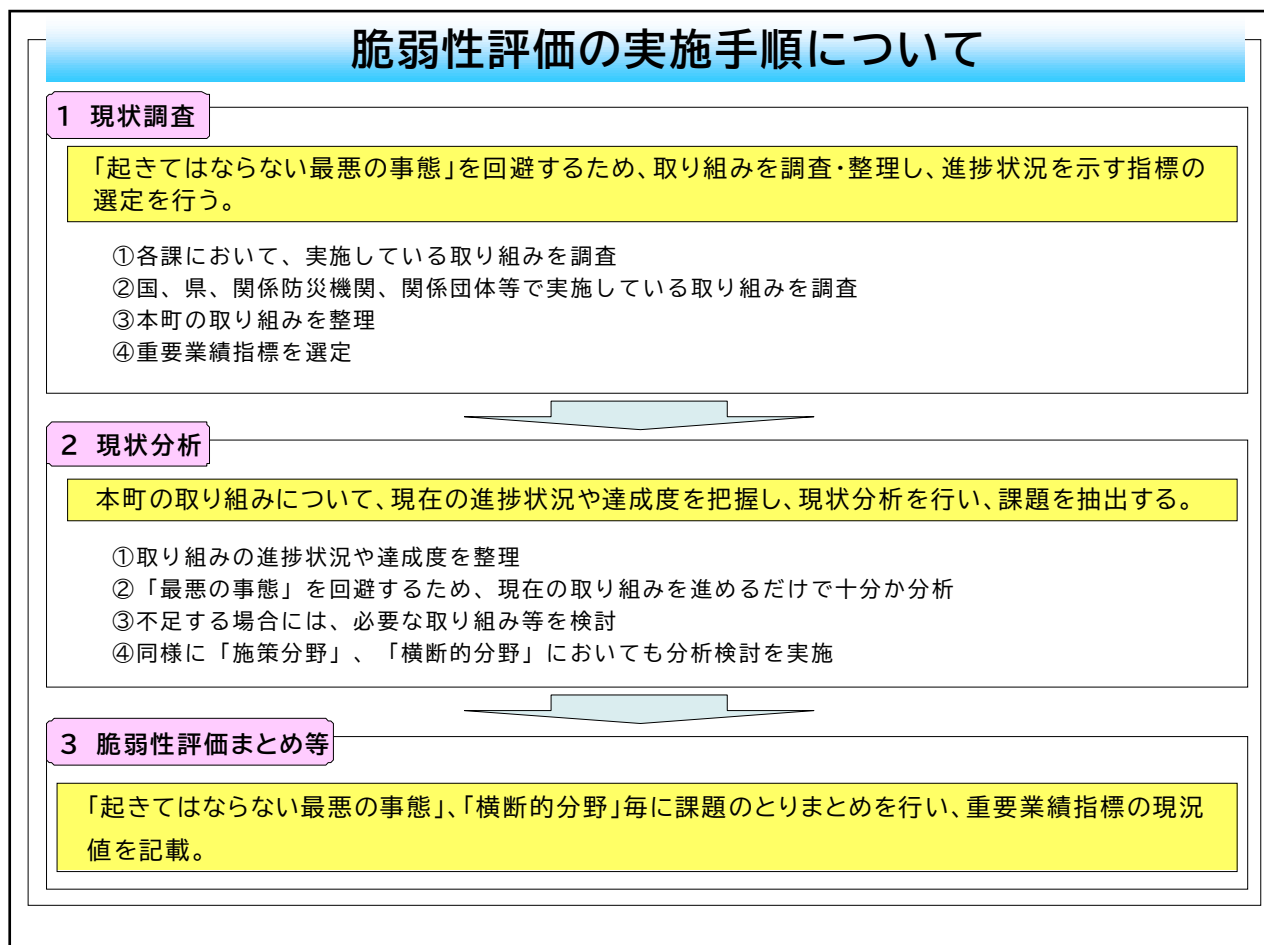 脆弱性評価の実施手順について
1 現状調査
「起きてはならない最悪の事態」を回避するため、取り組みを調査・整理し、進捗状況を示す指標の
選定を行う。
①各課において、実施している取り組みを調査
②国、県、関係防災機関、関係団体等で実施している取り組みを調査
③本町の取り組みを整理
④重要業績指標を選定
2 現状分析
本町の取り組みについて、現在の進捗状況や達成度を把握し、現状分析を行い、課題を抽出する。
①取り組みの進捗状況や達成度を整理
②「最悪の事態」を回避するため、現在の取り組みを進めるだけで十分か分析
③不足する場合には、必要な取り組み等を検討
④同様に「施策分野」、「横断的分野」においても分析検討を実施
3 脆弱性評価まとめ等
「起きてはならない最悪の事態」、「横断的分野」毎に課題のとりまとめを行い、重要業績指標の現況
値を記載。